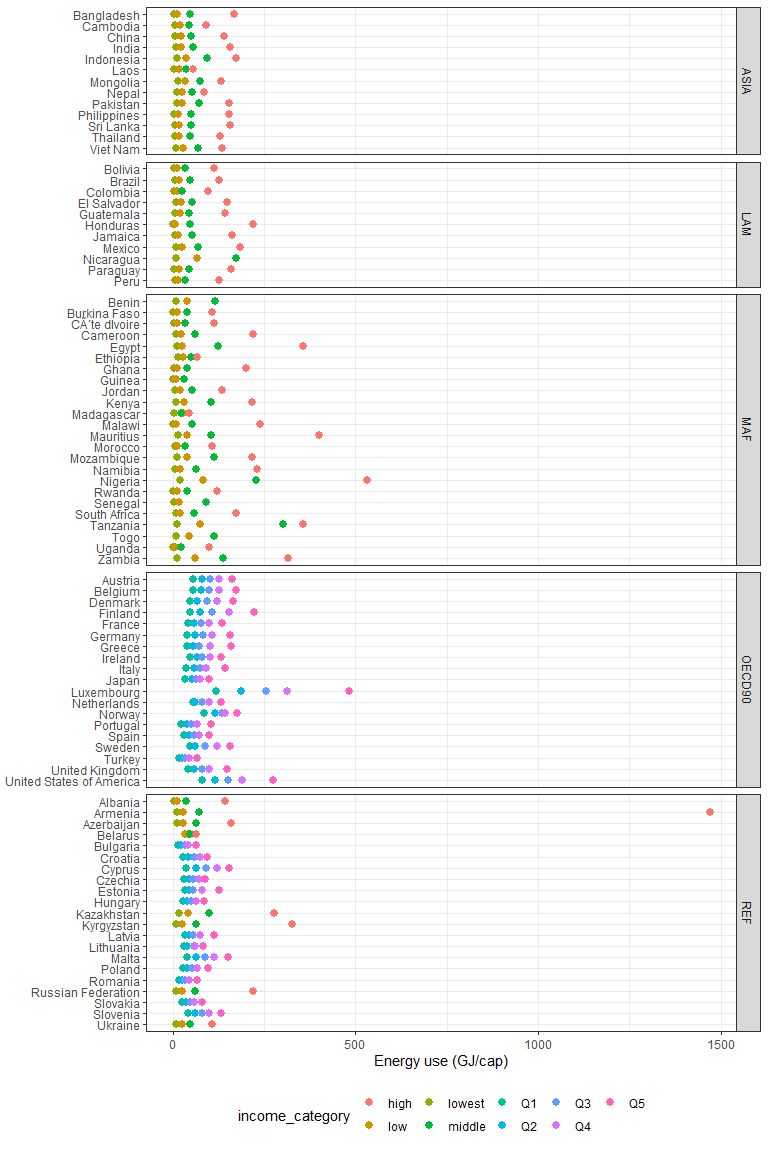 Bangladesh
Cambodia
China
India
Indonesia
Laos
Mongolia
Nepal
Pakistan
Philippines
Sri Lanka
Thailand
Viet Nam
ASIA
Bolivia
Brazil
Colombia
El Salvador
Guatemala
Honduras
Jamaica
Mexico
Nicaragua
Paraguay
Peru
LAM
Benin
Burkina Faso
CÃ´te dIvoire
Cameroon
Egypt
Ethiopia
Ghana
Guinea
Jordan
Kenya
Madagascar
Malawi
Mauritius
Morocco
Mozambique
Namibia
Nigeria
Rwanda
Senegal
South Africa
Tanzania
Togo
Uganda
Zambia
MAF
Austria
Belgium
Denmark
Finland
France
Germany
Greece
Ireland
Italy
Japan
Luxembourg
Netherlands
Norway
Portugal
Spain
Sweden
Turkey
United Kingdom
United States of America
OECD90
Albania
Armenia
Azerbaijan
Belarus
Bulgaria
Croatia
Cyprus
Czechia
Estonia
Hungary
Kazakhstan
Kyrgyzstan
Latvia
Lithuania
Malta
Poland
Romania
Russian Federation
Slovakia
Slovenia
Ukraine
REF
0 500 1000 1500
Energy use (GJ/cap)
income_category
high lowest Q1 Q3 Q5
low middle Q2 Q4